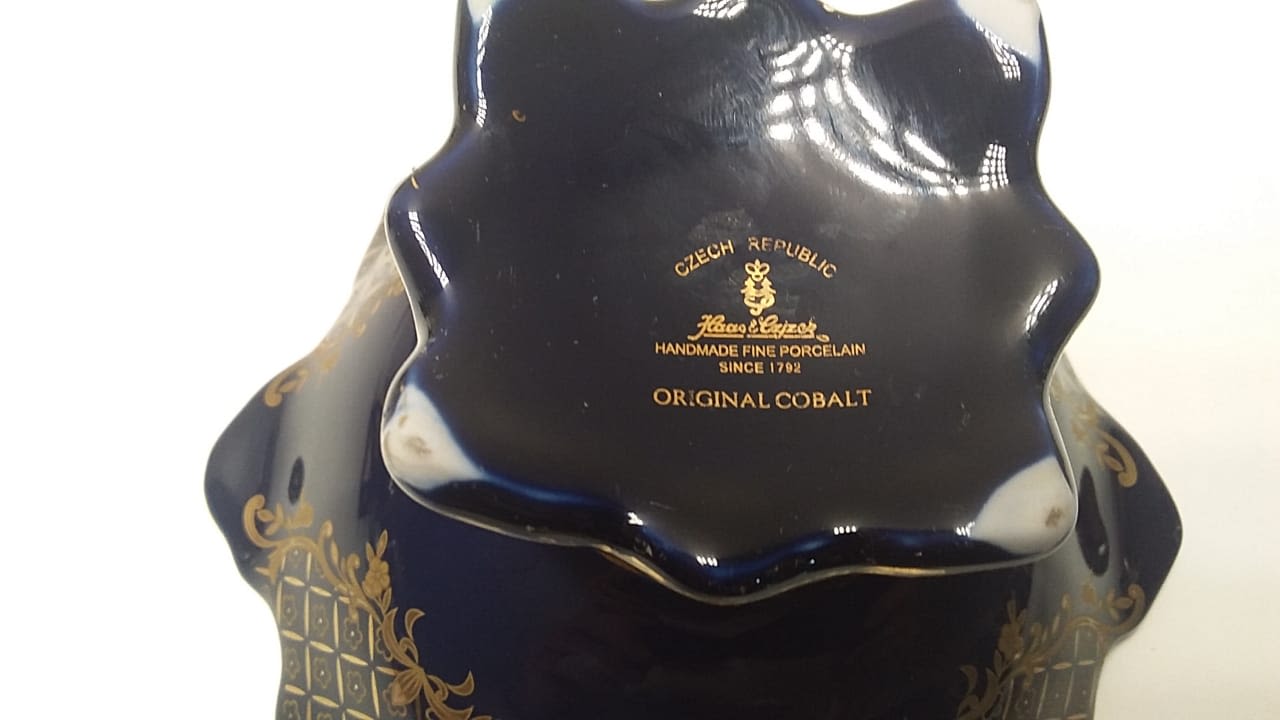 CZECH REPUBLIC
Haas & Czjzek
HANDMADE FINE PORCELAIN
SINCE 1792
ORIGINAL COBALT